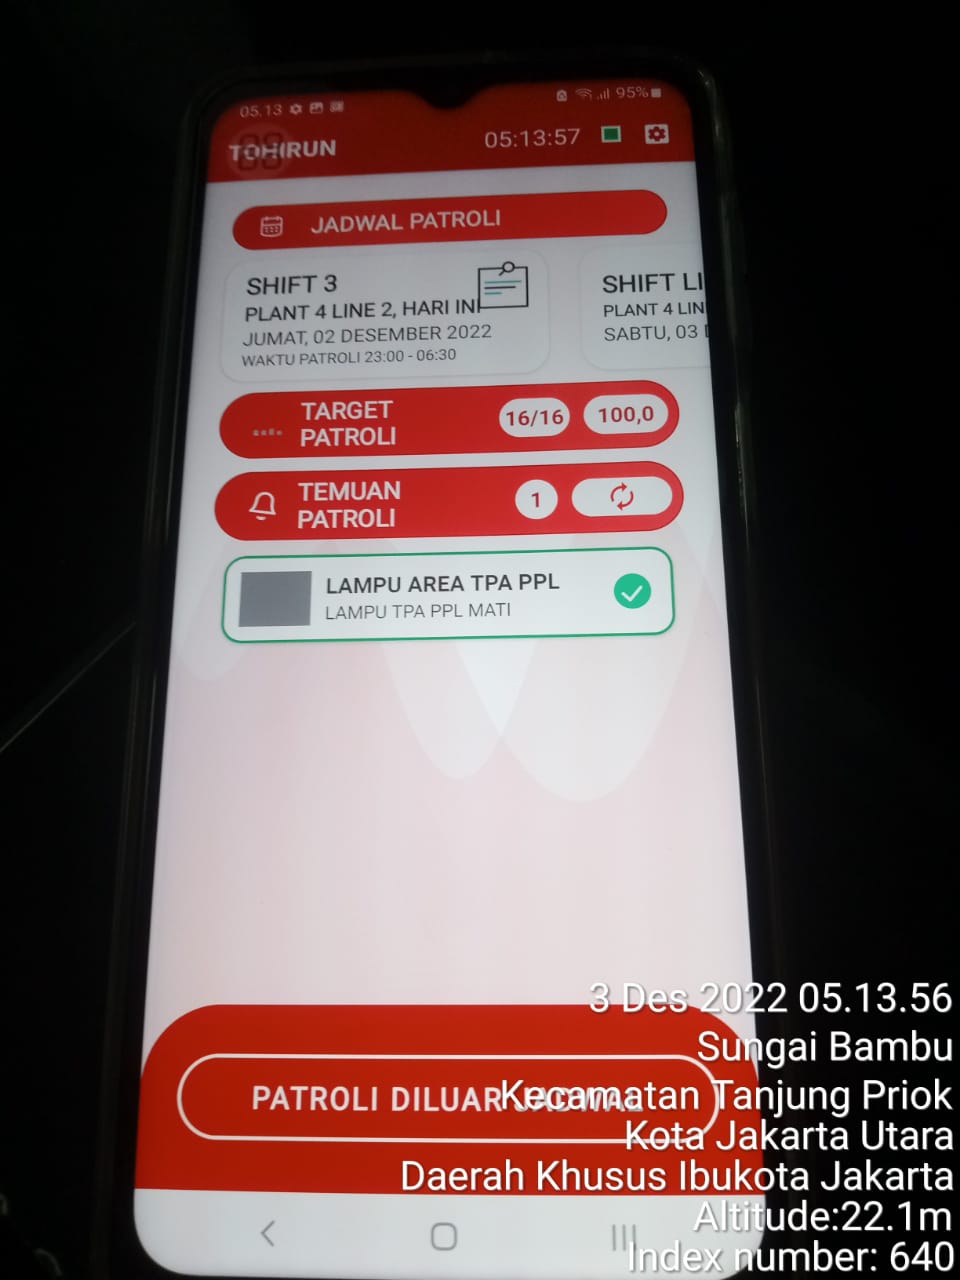 05.13 95%
TOHIRUN 05:13:57
JADWAL PATROLI
SHIFT 3
PLANT 4 LINE 2, HARI INI
JUMAT, 02 DESEMBER 2022
WAKTU PATROLI 23:00 - 06:30
SHIFT LI
PLANT 4 LIN
SABTU, 03
TARGET
PATROLI
16/16 100,0
TEMUAN
PATROLI
1
LAMPU AREA TPA PPL
LAMPU TPA PPL MATI
PATROLI DILUAR JADWAL
3 Des 2022 05.13.56
Sungai Bambu
Kecamatan Tanjung Priok
Kota Jakarta Utara
Daerah Khusus Ibukota Jakarta
Altitude:22.1m
Index number: 640